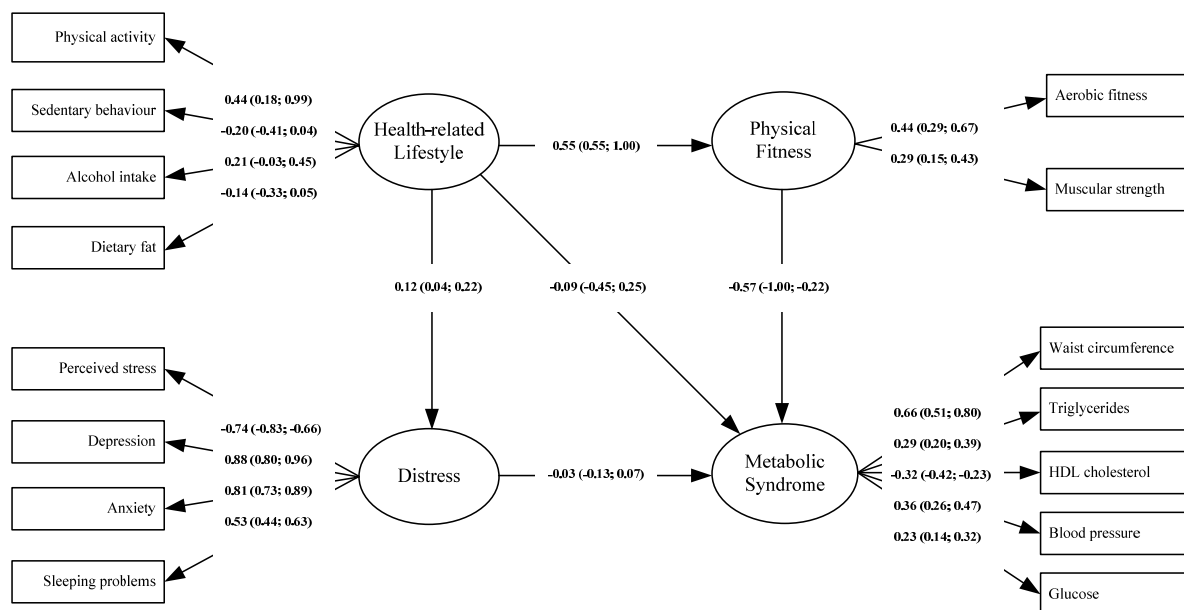 Physical activity
Sedentary behaviour
Alcohol intake
Dietary fat
0.44 (0.18; 0.99)
-0.20 (-0.41; 0.04)
0.21 (-0.03; 0.45)
-0.14 (-0.33; 0.05)
Health-related
Lifestyle
0.55 (0.55; 1.00)
Physical
Fitness
0.44 (0.29; 0.67)
0.29 (0.15; 0.43)
Aerobic fitness
Muscular strength
0.12 (0.04; 0.22)
-0.09 (-0.45; 0.25)
-0.57 (-1.00; -0.22)
Perceived stress
Depression
Anxiety
Sleeping problems
-0.74 (-0.83; -0.66)
0.88 (0.80; 0.96)
0.81 (0.73; 0.89)
0.53 (0.44; 0.63)
Distress
-0.03 (-0.13; 0.07)
Metabolic
Syndrome
0.66 (0.51; 0.80)
0.29 (0.20; 0.39)
-0.32 (-0.42; -0.23)
0.36 (0.26; 0.47)
0.23 (0.14; 0.32)
Waist circumference
Triglycerides
HDL cholesterol
Blood pressure
Glucose